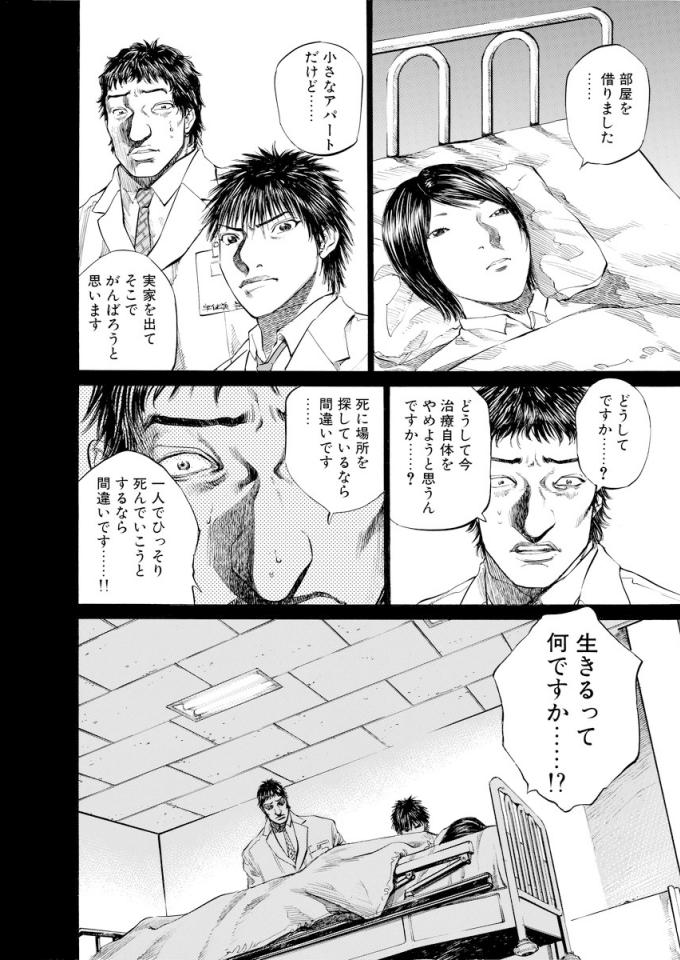 部屋を
借りました
……
小さなアパート
だけど……
実家を出て
そこで
がんばろうと
思います
どうして
ですか……?
どうして今
治療自体を
やめようと思うん
ですか……?
死に場所を
探しているなら
間違いです
一人でひっそり
死んでいこうと
するなら
間違いです……!!
生きるって
何ですか……!?